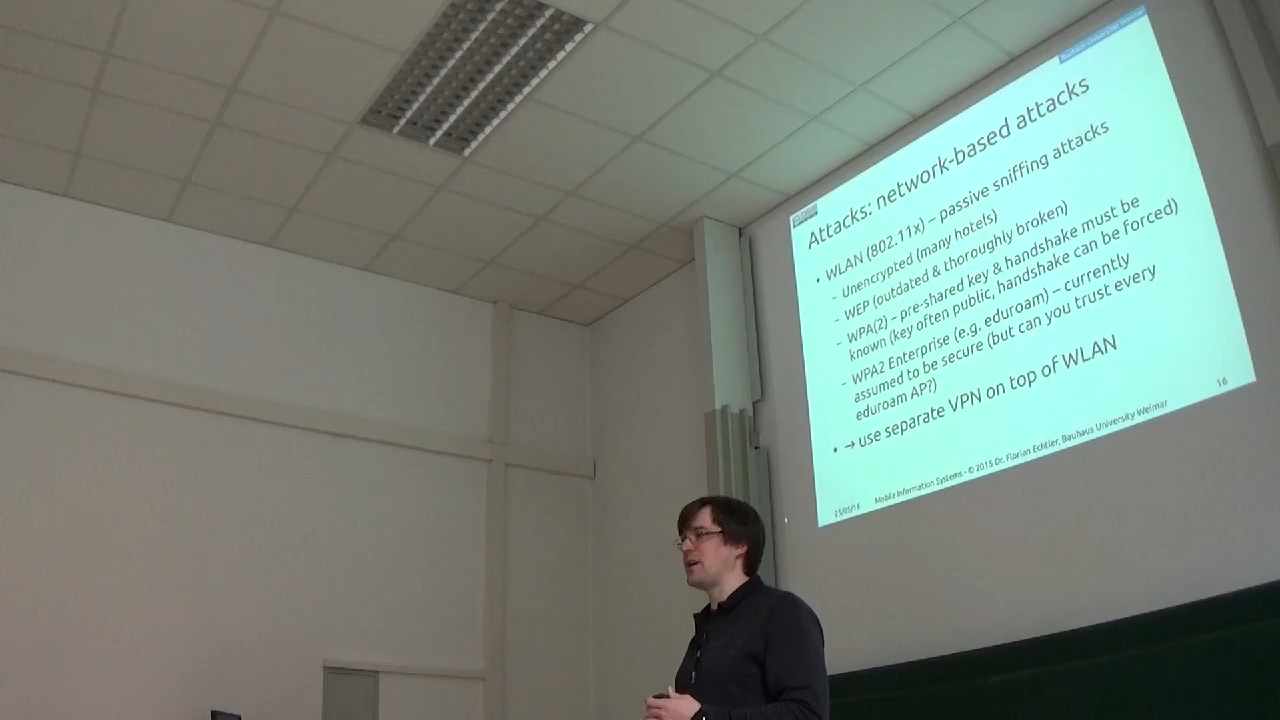 Attacks: network-based attacks
• WLAN (802.11x) – passive sniffing attacks
– Unencrypted (many hotels)
– WEP (outdated & thoroughly broken)
– WPA(2) – pre-shared key & handshake must be
known (key often public, handshake can be forced)
– WPA2 Enterprise (e.g. eduroam) – currently
assumed to be secure (but can you trust every
eduroam AP?)
• → use separate VPN on top of WLAN
25/05/16 Mobile Information Systems - © 2015 Dr. Florian Echtler, Bauhaus University Weimar 16